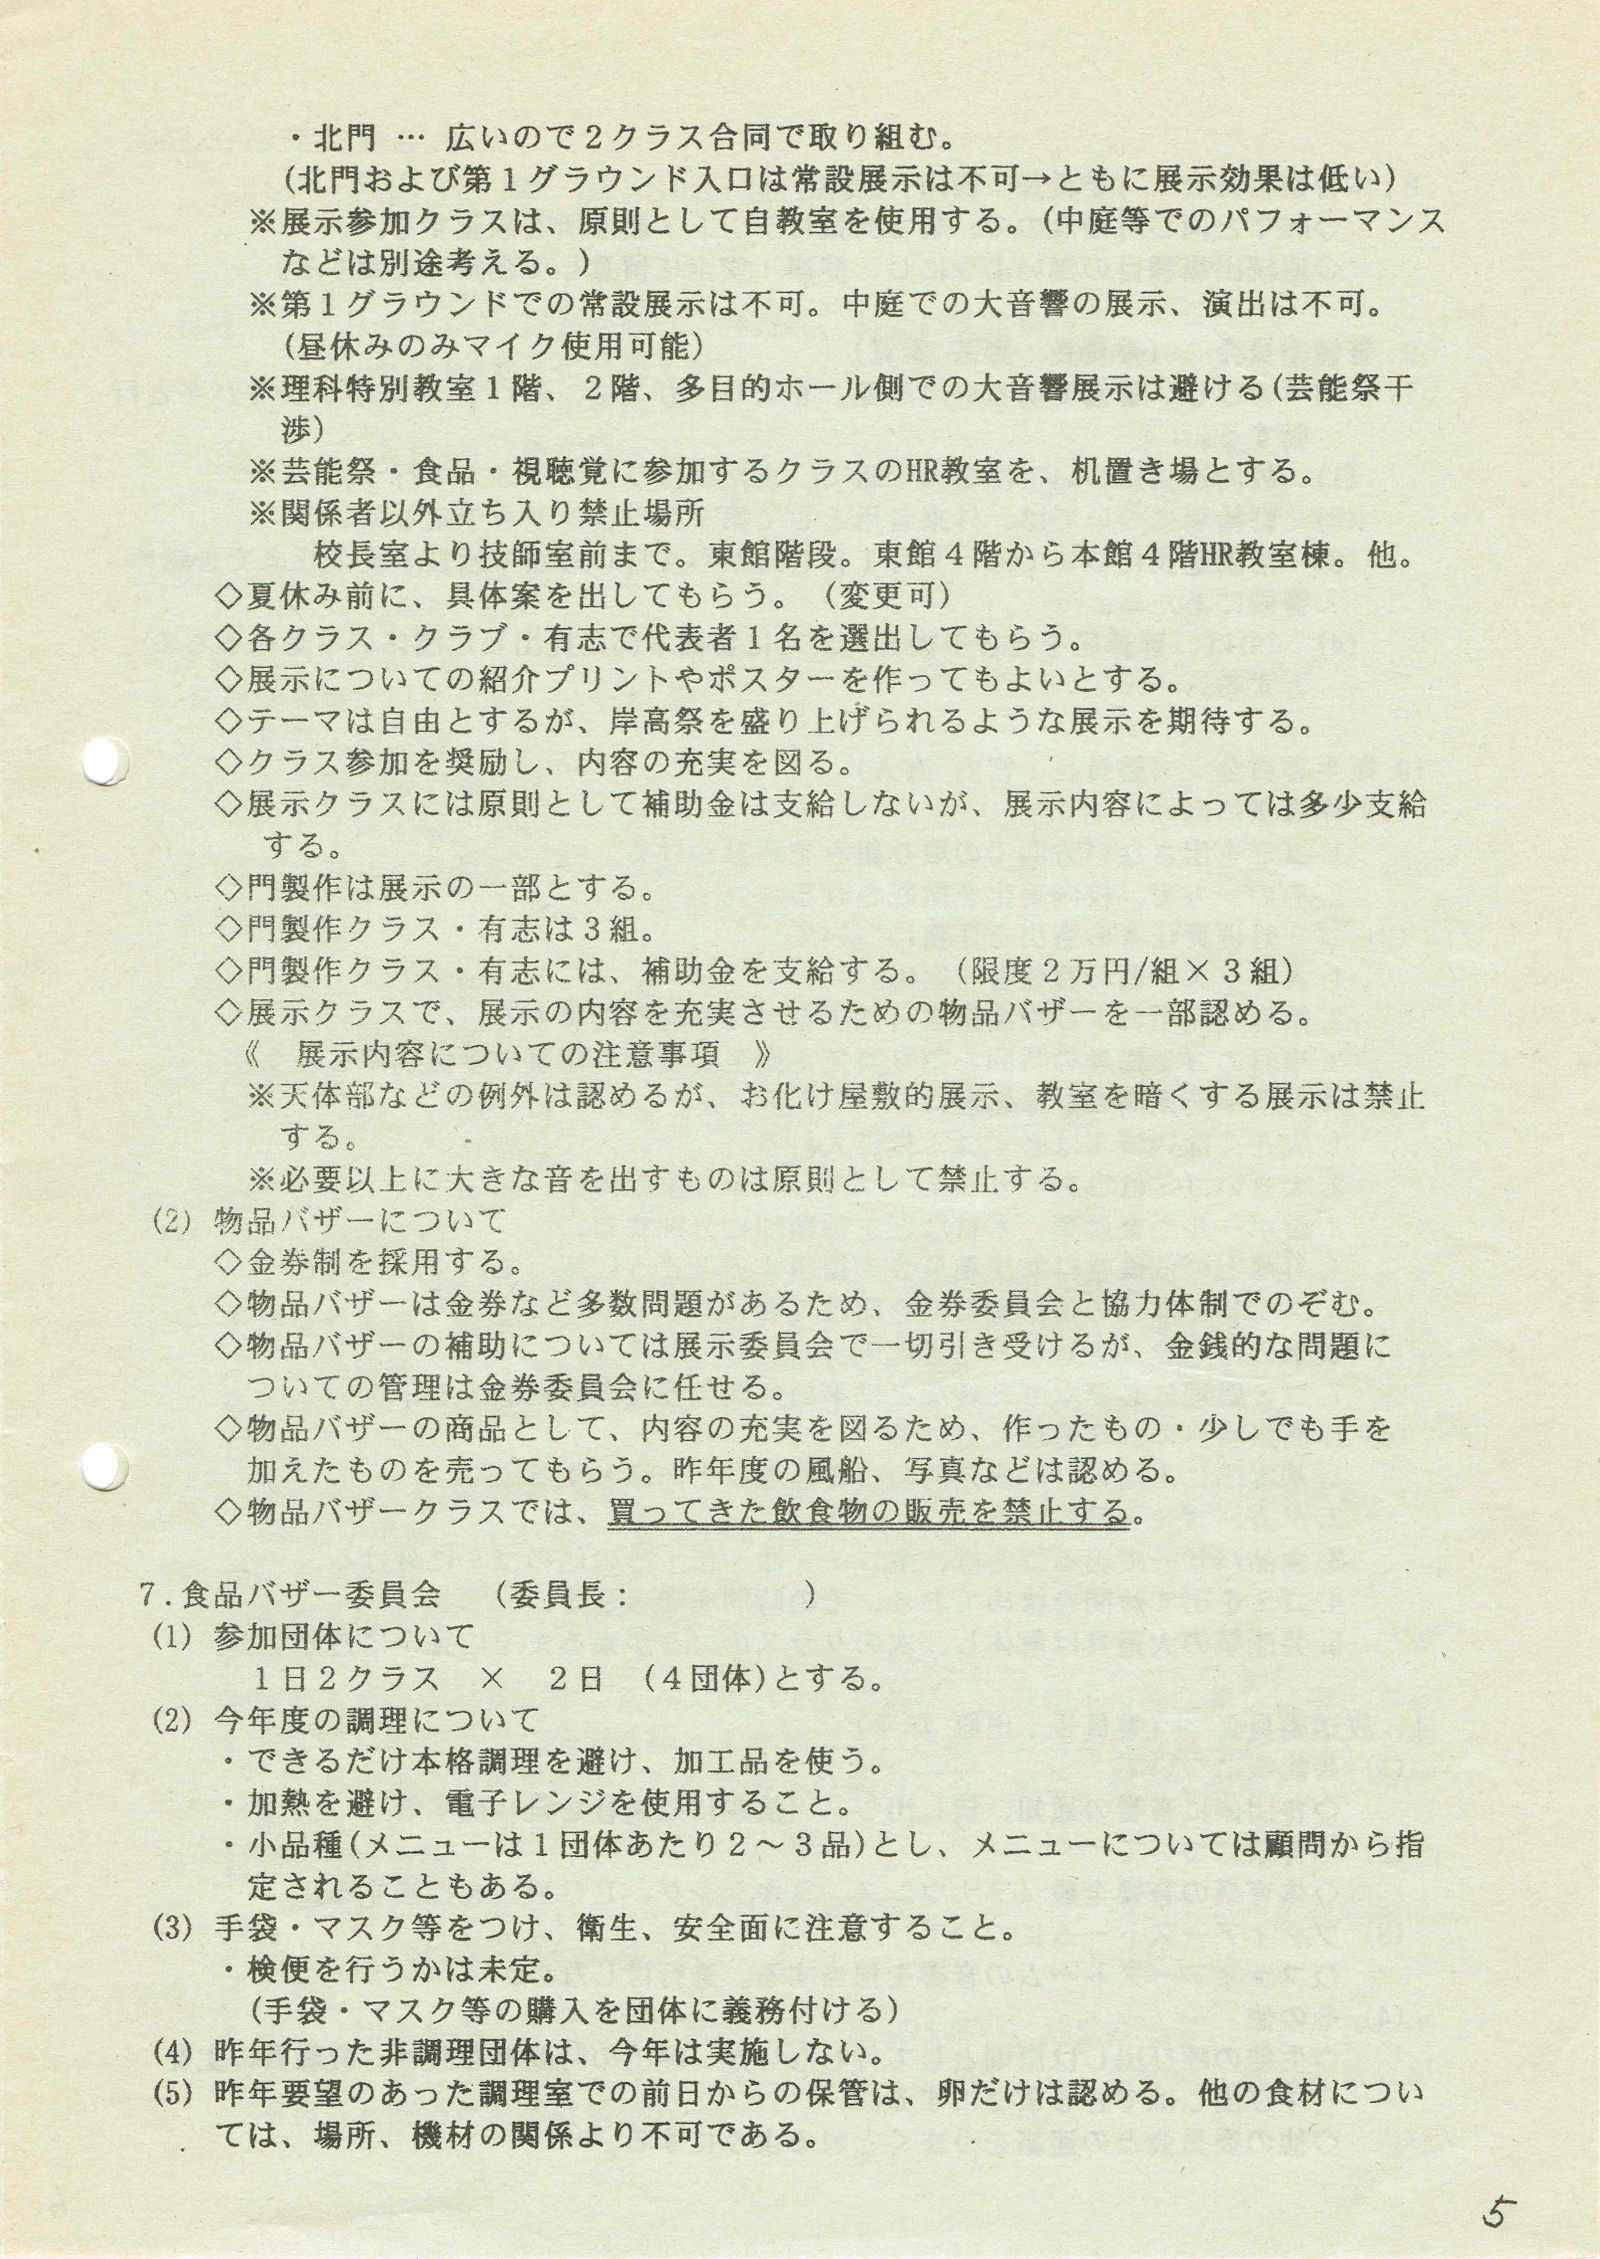 ・北門 … 広いので２クラス合同で取り組む。
(北門および第１グラウンド入口は常設展示は不可→ともに展示効果は低い)
※展示参加クラスは、原則として自教室を使用する。(中庭等でのパフォーマンス
などは別途考える。)
※第１グラウンドでの常設展示は不可。中庭での大音響の展示、演出は不可。
(昼休みのみマイク使用可能)
※理科特別教室１階、２階、多目的ホール側での大音響展示は避ける(芸能祭干
渉)
※芸能祭・食品・視聴覚に参加するクラスのHR教室を、机置き場とする。
※関係者以外立ち入り禁止場所
校長室より技師室前まで。東館階段。東館４階から本館４階HR教室棟。他。
◇夏休み前に、具体案を出してもらう。(変更可)
◇各クラス・クラブ・有志で代表者１名を選出してもらう。
◇展示についての紹介プリントやポスターを作ってもよいとする。
◇テーマは自由とするが、岸高祭を盛り上げられるような展示を期待する。
◇クラス参加を奨励し、内容の充実を図る。
◇展示クラスには原則として補助金は支給しないが、展示内容によっては多少支給
する。
◇門製作は展示の一部とする。
◇門製作クラス・有志は３組。
◇門製作クラス・有志には、補助金を支給する。(限度２万円/組×３組)
◇展示クラスで、展示の内容を充実させるための物品バザーを一部認める。
《　展示内容についての注意事項　》
※天体部などの例外は認めるが、お化け屋敷的展示、教室を暗くする展示は禁止
する。
※必要以上に大きな音を出すものは原則として禁止する。
(2) 物品バザーについて
◇金券制を採用する。
◇物品バザーは金券など多数問題があるため、金券委員会と協力体制でのぞむ。
◇物品バザーの補助については展示委員会で一切引き受けるが、金銭的な問題に
ついての管理は金券委員会に任せる。
◇物品バザーの商品として、内容の充実を図るため、作ったもの・少しでも手を
加えたものを売ってもらう。昨年度の風船、写真などは認める。
◇物品バザークラスでは、買ってきた飲食物の販売を禁止する。
７.食品バザー委員会　(委員長：　　　　　)
(1) 参加団体について
１日２クラス　×　２日　(４団体)とする。
(2) 今年度の調理について
・できるだけ本格調理を避け、加工品を使う。
・加熱を避け、電子レンジを使用すること。
・小品種(メニューは１団体あたり２～３品)とし、メニューについては顧問から指
定されることもある。
(3) 手袋・マスク等をつけ、衛生、安全面に注意すること。
・検便を行うかは未定。
(手袋・マスク等の購入を団体に義務付ける)
(4) 昨年行った非調理団体は、今年は実施しない。
(5) 昨年要望のあった調理室での前日からの保管は、卵だけは認める。他の食材につい
ては、場所、機材の関係より不可である。
5